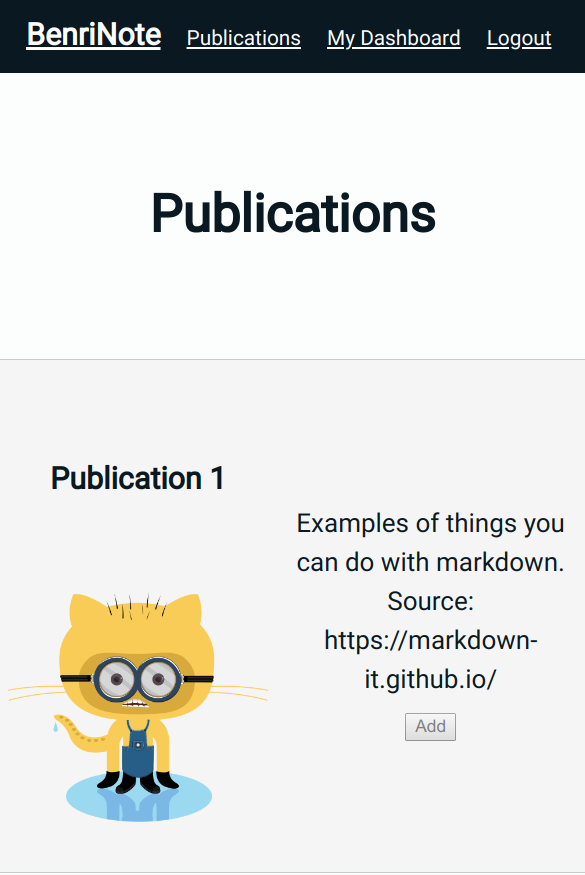 BenriNote Publications My Dashboard Logout
Publications
Publication 1
Examples of things you
can do with markdown.
Source:
https://markdown-
it.github.io/
Add